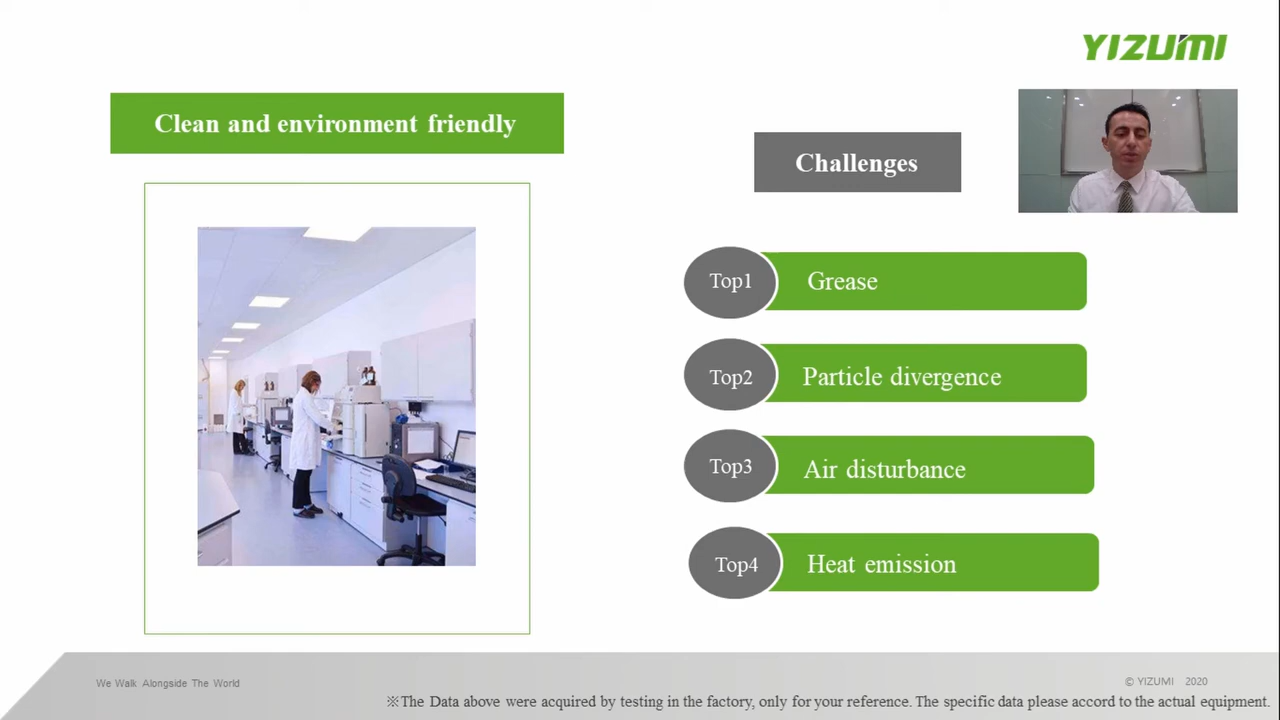 YIZUMI
Clean and environment friendly
Challenges
Top1 Grease
Top2 Particle divergence
Top3 Air disturbance
Top4 Heat emission
We Walk Alongside The World
© YIZUMI 2020
※The Data above were acquired by testing in the factory, only for your reference. The specific data please accord to the actual equipment.